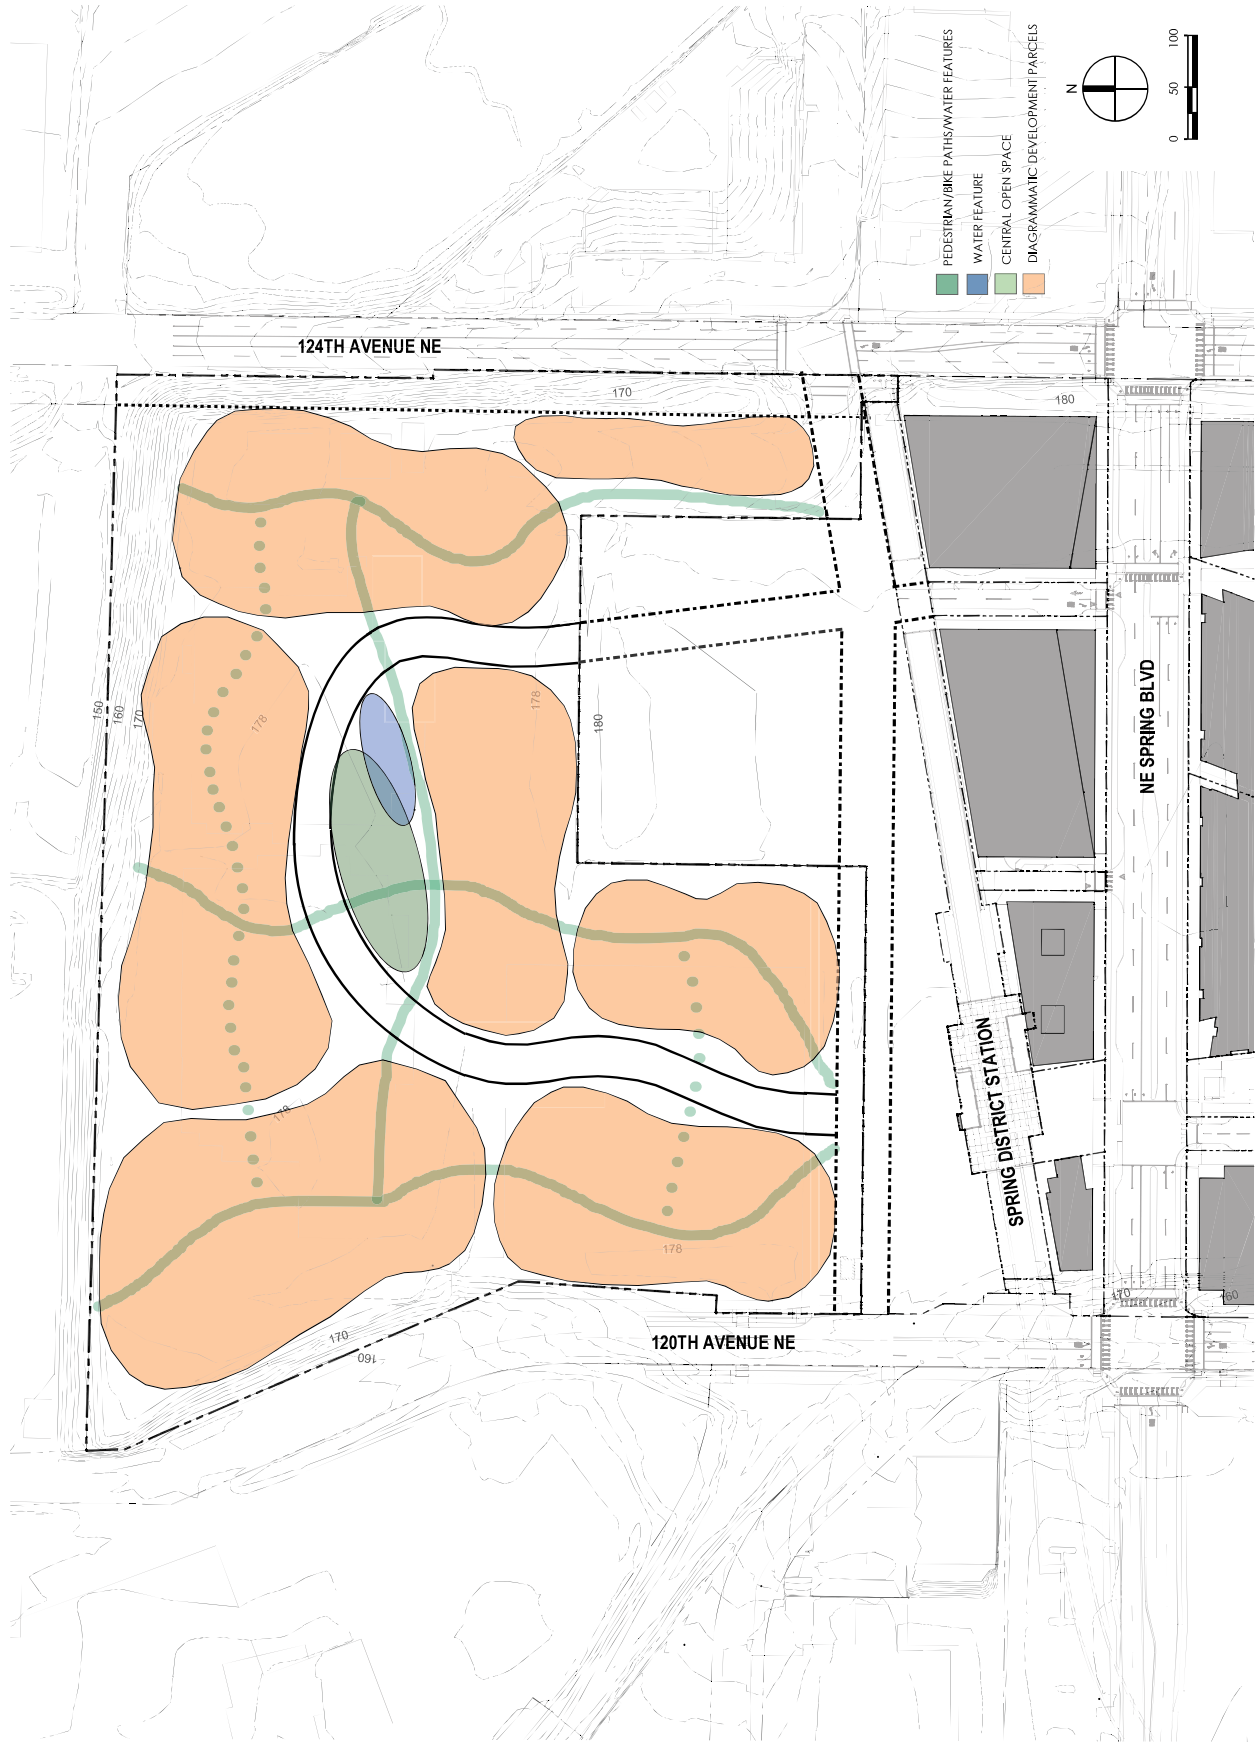 PEDESTRIAN/BIKE PATHS/WATER FEATURES
WATER FEATURE
CENTRAL OPEN SPACE
DIAGRAMMATIC DEVELOPMENT PARCELS
N
0 50 100
124TH AVENUE NE
170
180
150
160
170
178
178
180
NE SPRING BLVD
SPRING DISTRICT STATION
178
178
170
160
170
160
120TH AVENUE NE